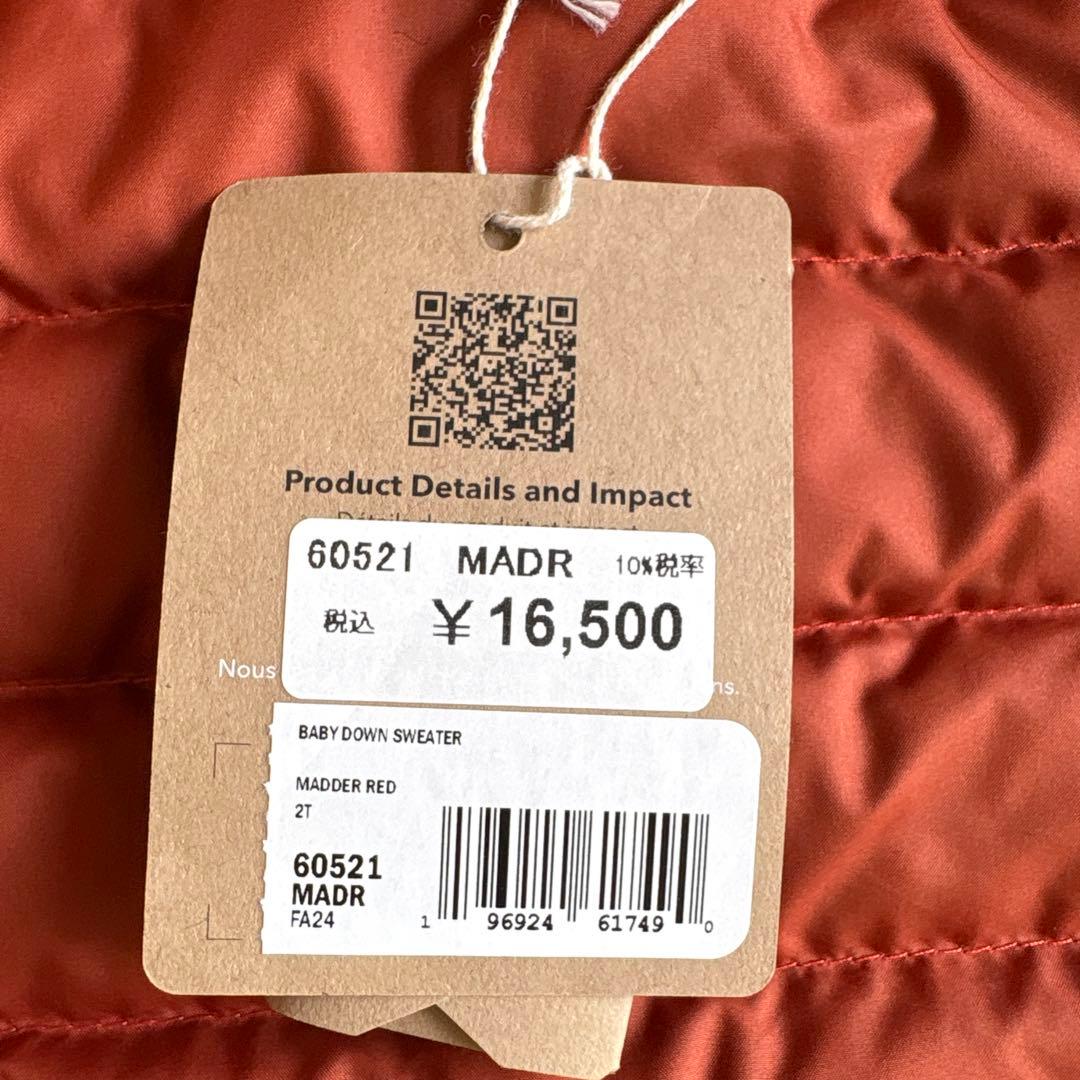 Product Details and Impact
60521 MADR 10%税率
税込 ¥16,500
Nous
ns.
BABY DOWN SWEATER
MADDER RED
2T
60521
MADR
FA24
1 96924 61749 0